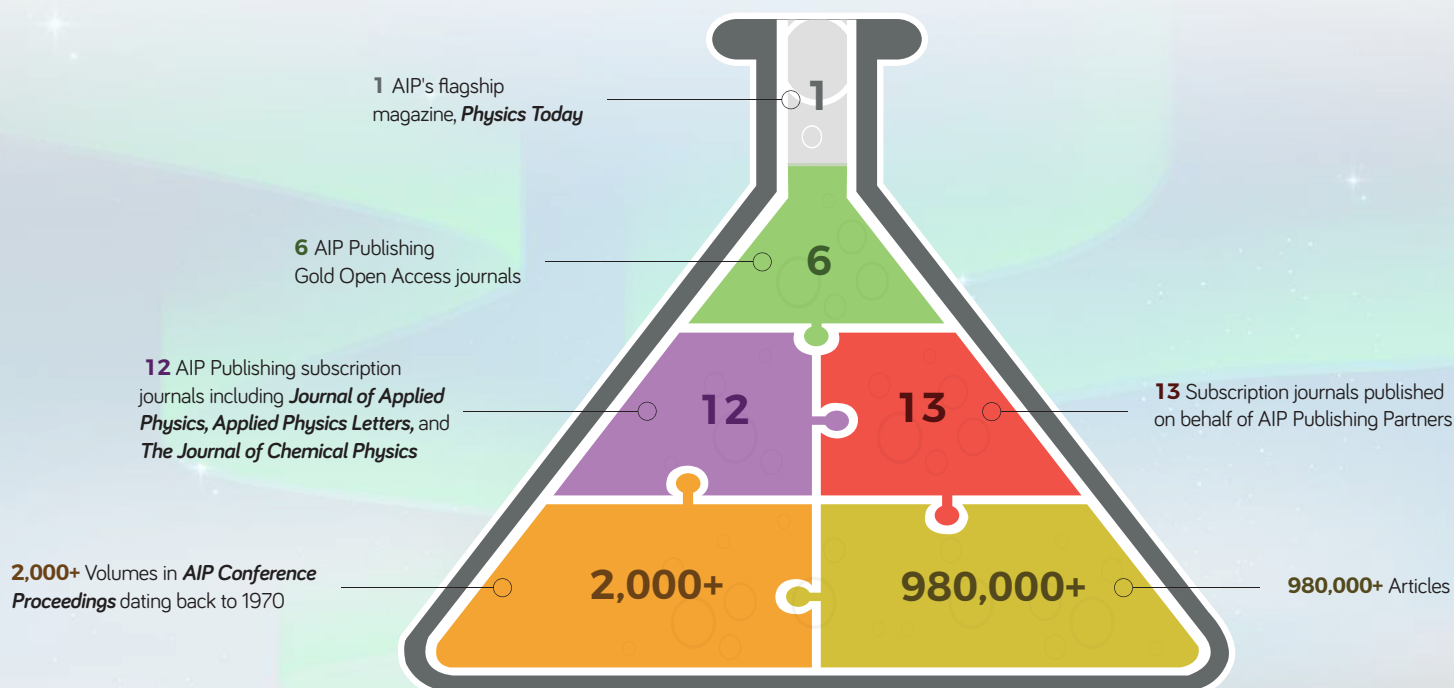 1 AIP's flagship
magazine, Physics Today
1
6 AIP Publishing
Gold Open Access journals
6
12 AIP Publishing subscription
journals including Journal of Applied
Physics, Applied Physics Letters, and
The Journal of Chemical Physics
12
13
13 Subscription journals published
on behalf of AIP Publishing Partners
2,000+ Volumes in AIP Conference
Proceedings dating back to 1970
2,000+
980,000+
980,000+ Articles